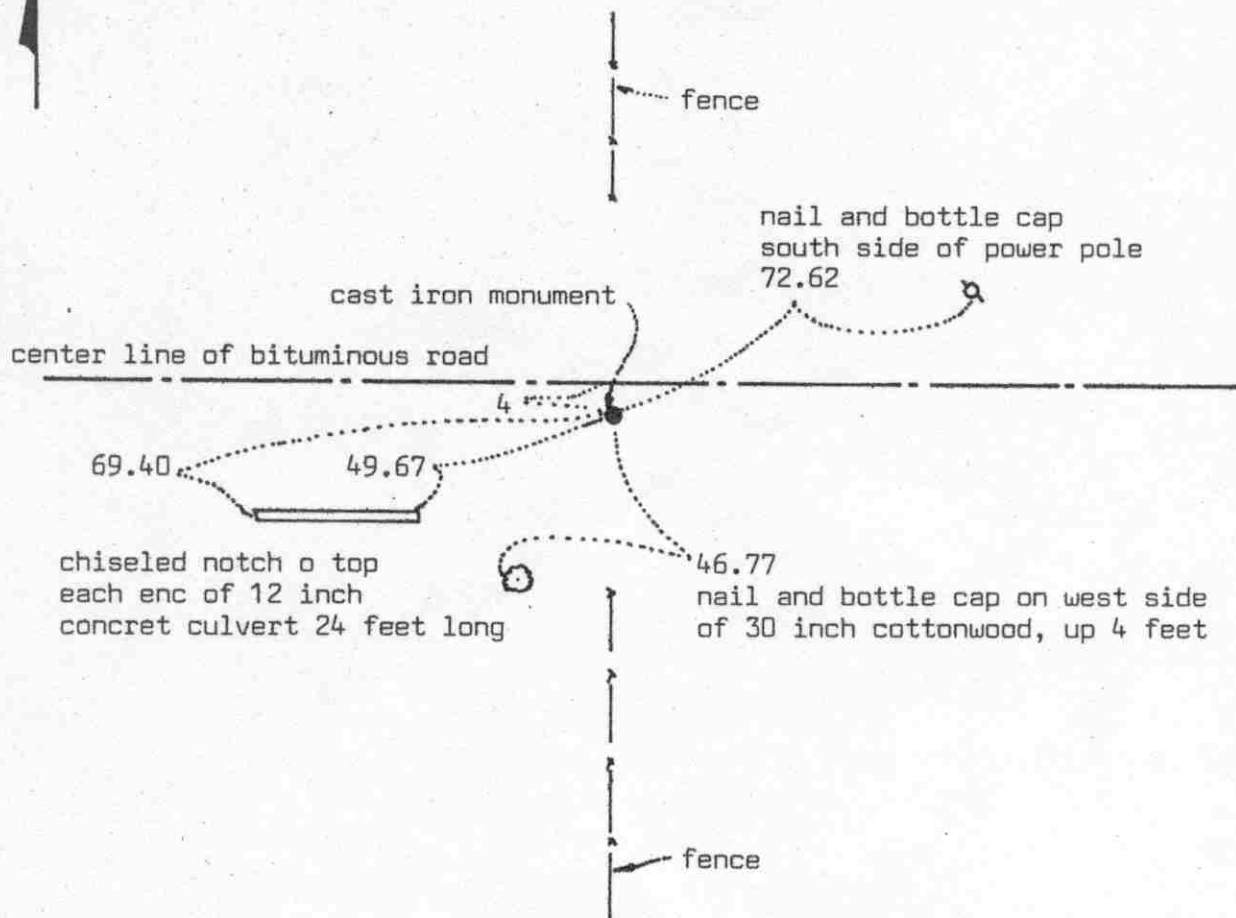 fence
nail and bottle cap
south side of power pole
72.62
cast iron monument
center line of bituminous road
4
69.40
49.67
chiseled notch o top
each enc of 12 inch
concret culvert 24 feet long
46.77
nail and bottle cap on west side
of 30 inch cottonwood, up 4 feet
fence